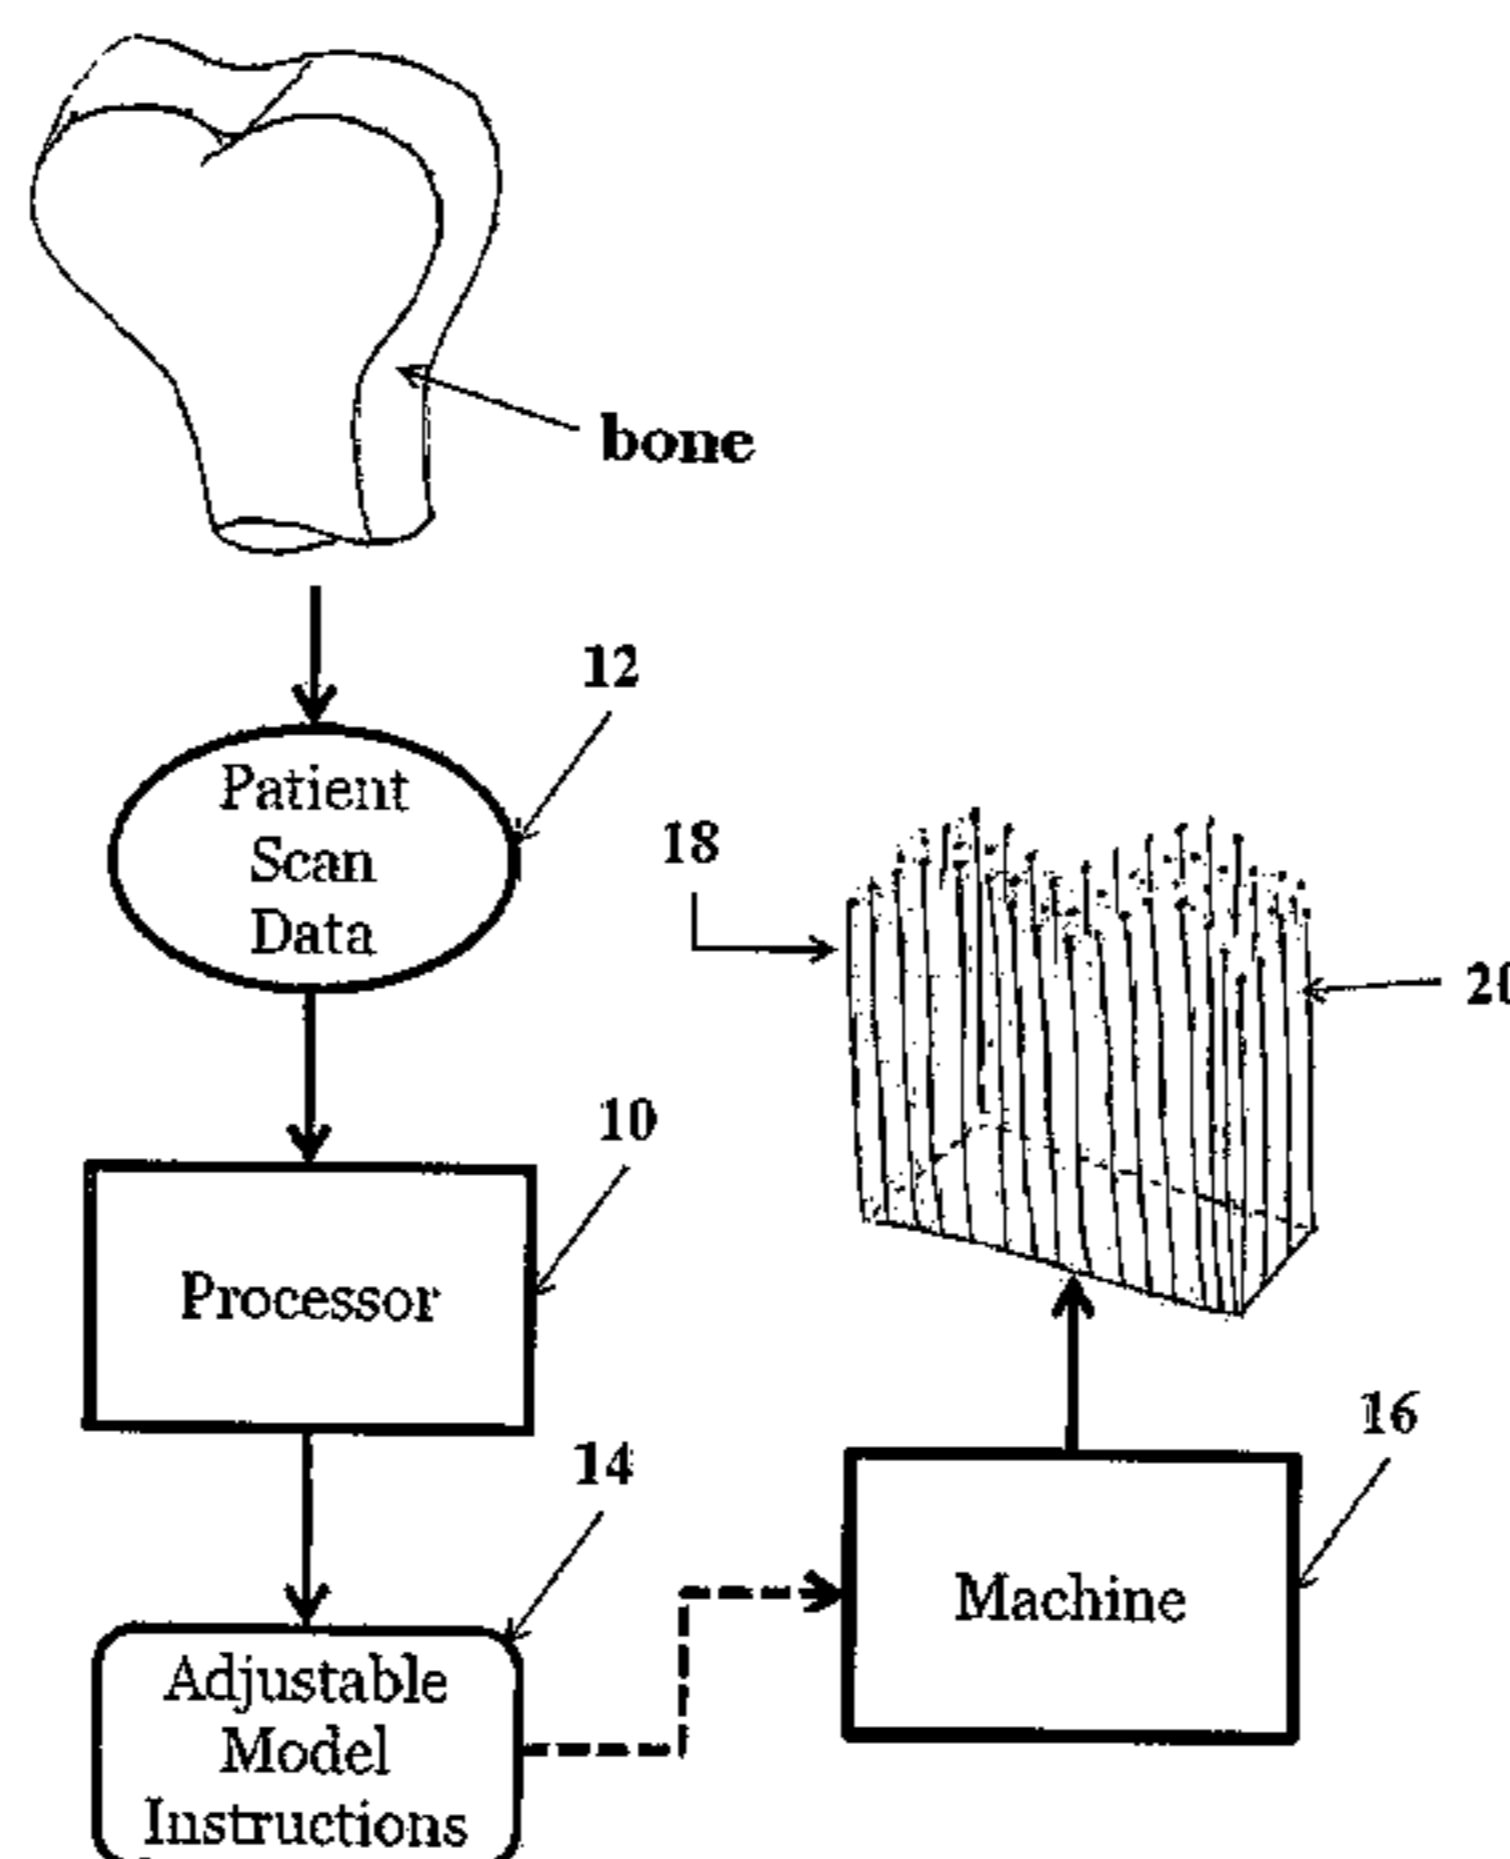 bone
12
Patient
Scan
Data
18
20
10
Processor
14
16
Machine
Adjustable
Model
Instructions